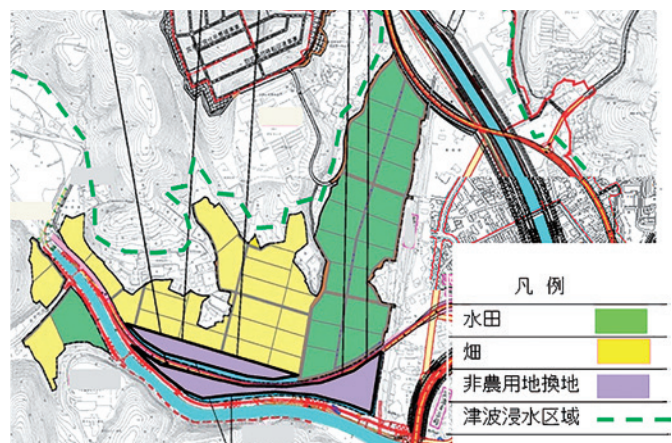 凡例
水田
畑
非農用地換地
津波浸水区域